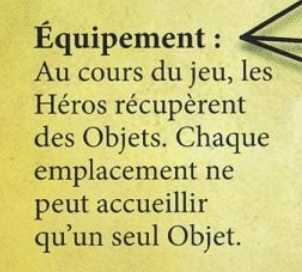 Équipement :
Au cours du jeu, les
Héros récupèrent
des Objets. Chaque
emplacement ne
peut accueillir
qu'un seul Objet.